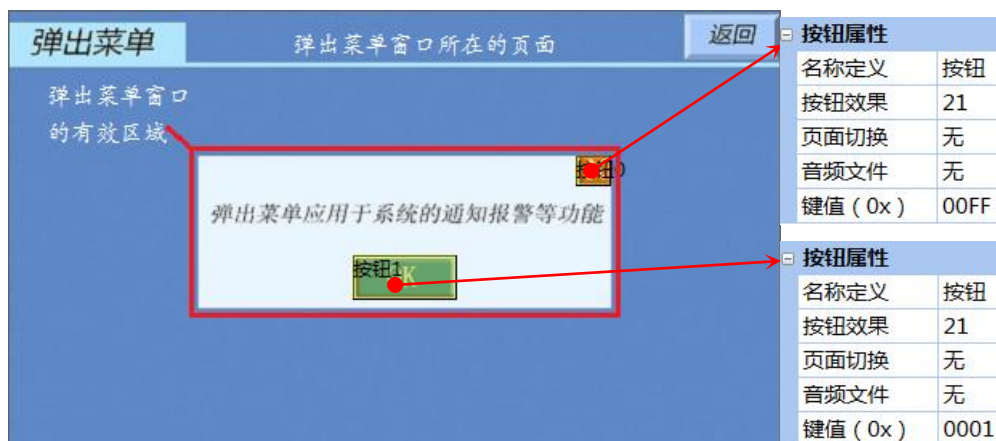 弹出菜单
弹出菜单窗口所在的页面
返回
弹出菜单窗口
的有效区域
按钮0
弹出菜单应用于系统的通知报警等功能
按钮1
K
按钮属性
名称定义 按钮
按钮效果 21
页面切换 无
音频文件 无
键值（0x） 00FF
按钮属性
名称定义 按钮
按钮效果 21
页面切换 无
音频文件 无
键值（0x） 0001